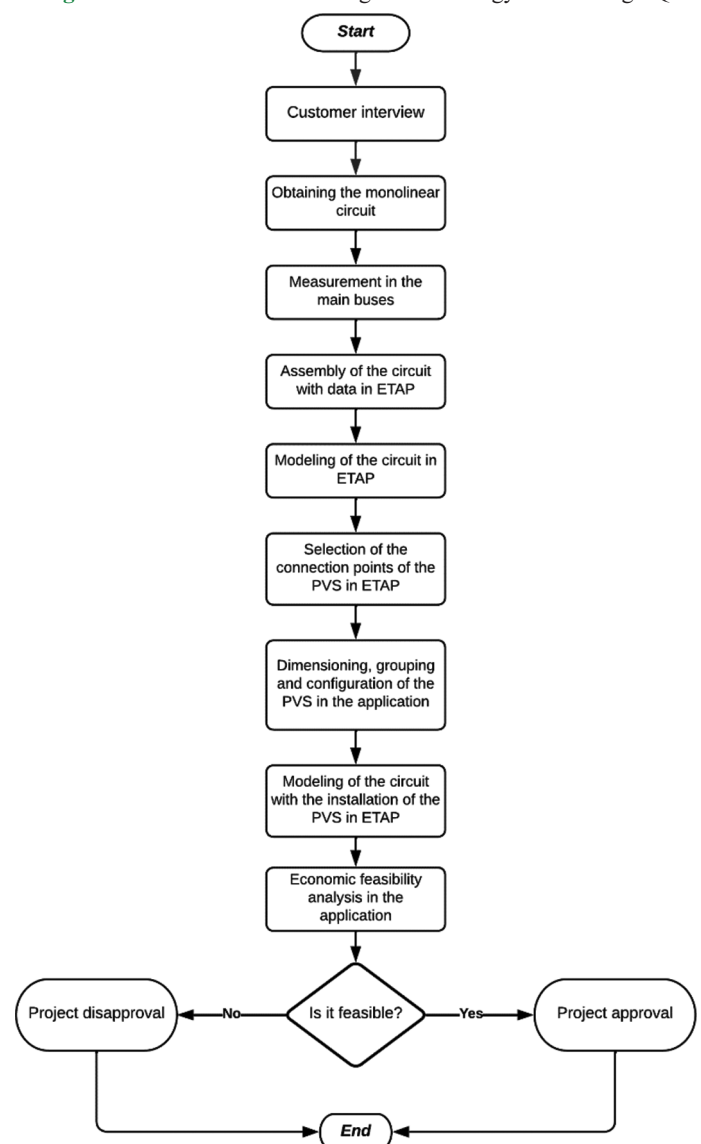 Start
Customer interview
Obtaining the monolinear
circuit
Measurement in the
main buses
Assembly of the circuit
with data in ETAP
Modeling of the circuit in
ETAP
Selection of the
connection points of the
PVS in ETAP
Dimensioning, grouping
and configuration of the
PVS in the application
Modeling of the circuit
with the installation of the
PVS in ETAP
Economic feasibility
analysis in the
application
Project disapproval
No
Is it feasible?
Yes
Project approval
End